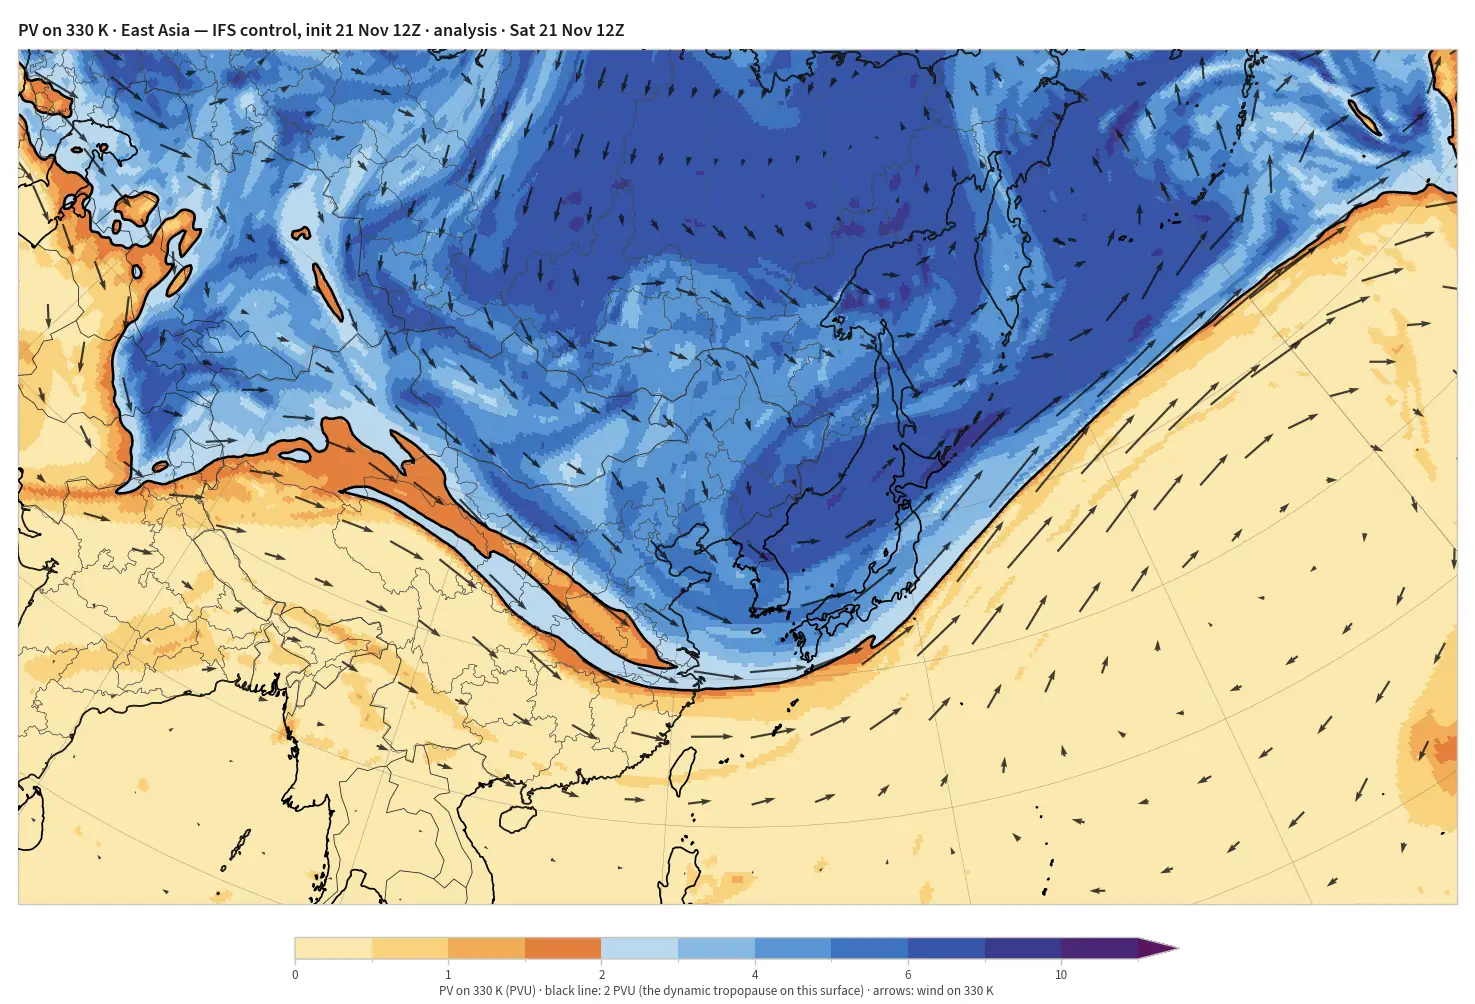 PV on 330 K · East Asia — IFS control, init 21 Nov 12Z · analysis · Sat 21 Nov 12Z
0 1 2 4 6 10
PV on 330 K (PVU) · black line: 2 PVU (the dynamic tropopause on this surface) · arrows: wind on 330 K